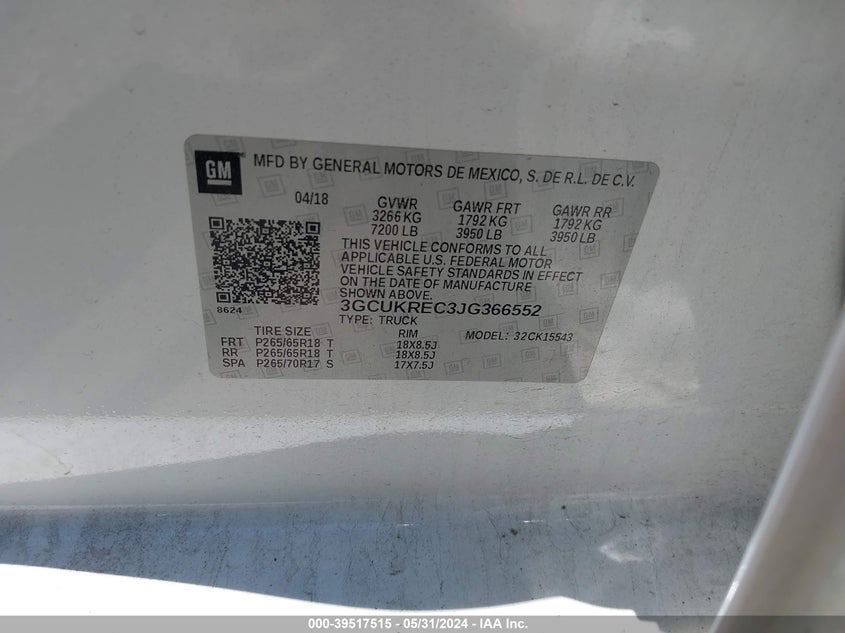 GM
MFD BY GENERAL MOTORS DE MEXICO, S. DE R.L. DE C.V.
04/18 GVWR GAWR FRT GAWR RR
3266 KG 1792 KG 1792 KG
7200 LB 3950 LB 3950 LB
THIS VEHICLE CONFORMS TO ALL
APPLICABLE U.S. FEDERAL MOTOR
VEHICLE SAFETY STANDARDS IN EFFECT
ON THE DATE OF MANUFACTURE
SHOWN ABOVE.
8624 3GCUKREC3JG366552
TYPE: TRUCK MODEL: 32CK15543
TIRE SIZE RIM
FRT P265/65R18 T 18X8.5J
RR P265/65R18 T 18X8.5J
SPA P265/70R17 S 17X7.5J
000-39517515 - 05/31/2024 - IAA Inc.